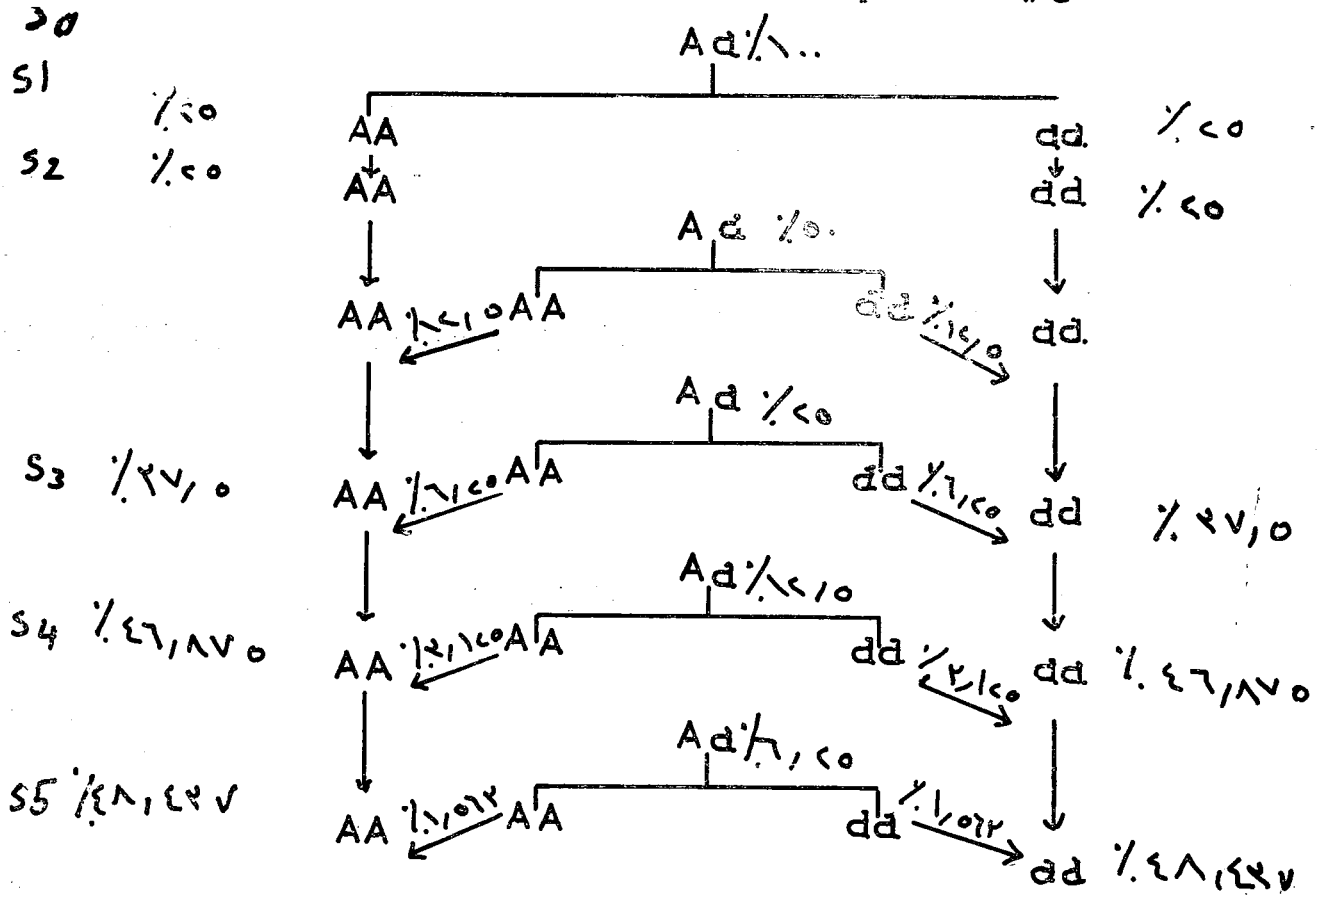 S0
Ad ٪١٠٠
S1
٪٢٥ AA dd ٪٢٥
S2 ٪٢٥ AA dd ٪٢٥
Ad ٪٥٠
AA ٪١٢,٥ AA dd ٪١٢,٥ dd
Ad ٪٢٥
S3 ٪٣٧,٥ AA ٪٦,٢٥ AA dd ٪٦,٢٥ dd ٪٣٧,٥
Ad ٪١٢,٥
S4 ٪٤٦,٨٧٥ AA ٪٣,١٢٥ AA dd ٪٣,١٢٥ dd ٪٤٦,٨٧٥
Ad ٪٦,٢٥
S5 ٪٤٨,٤٣٧ AA ٪١,٥٦٢ AA dd ٪١,٥٦٢ dd ٪٤٨,٤٣٧